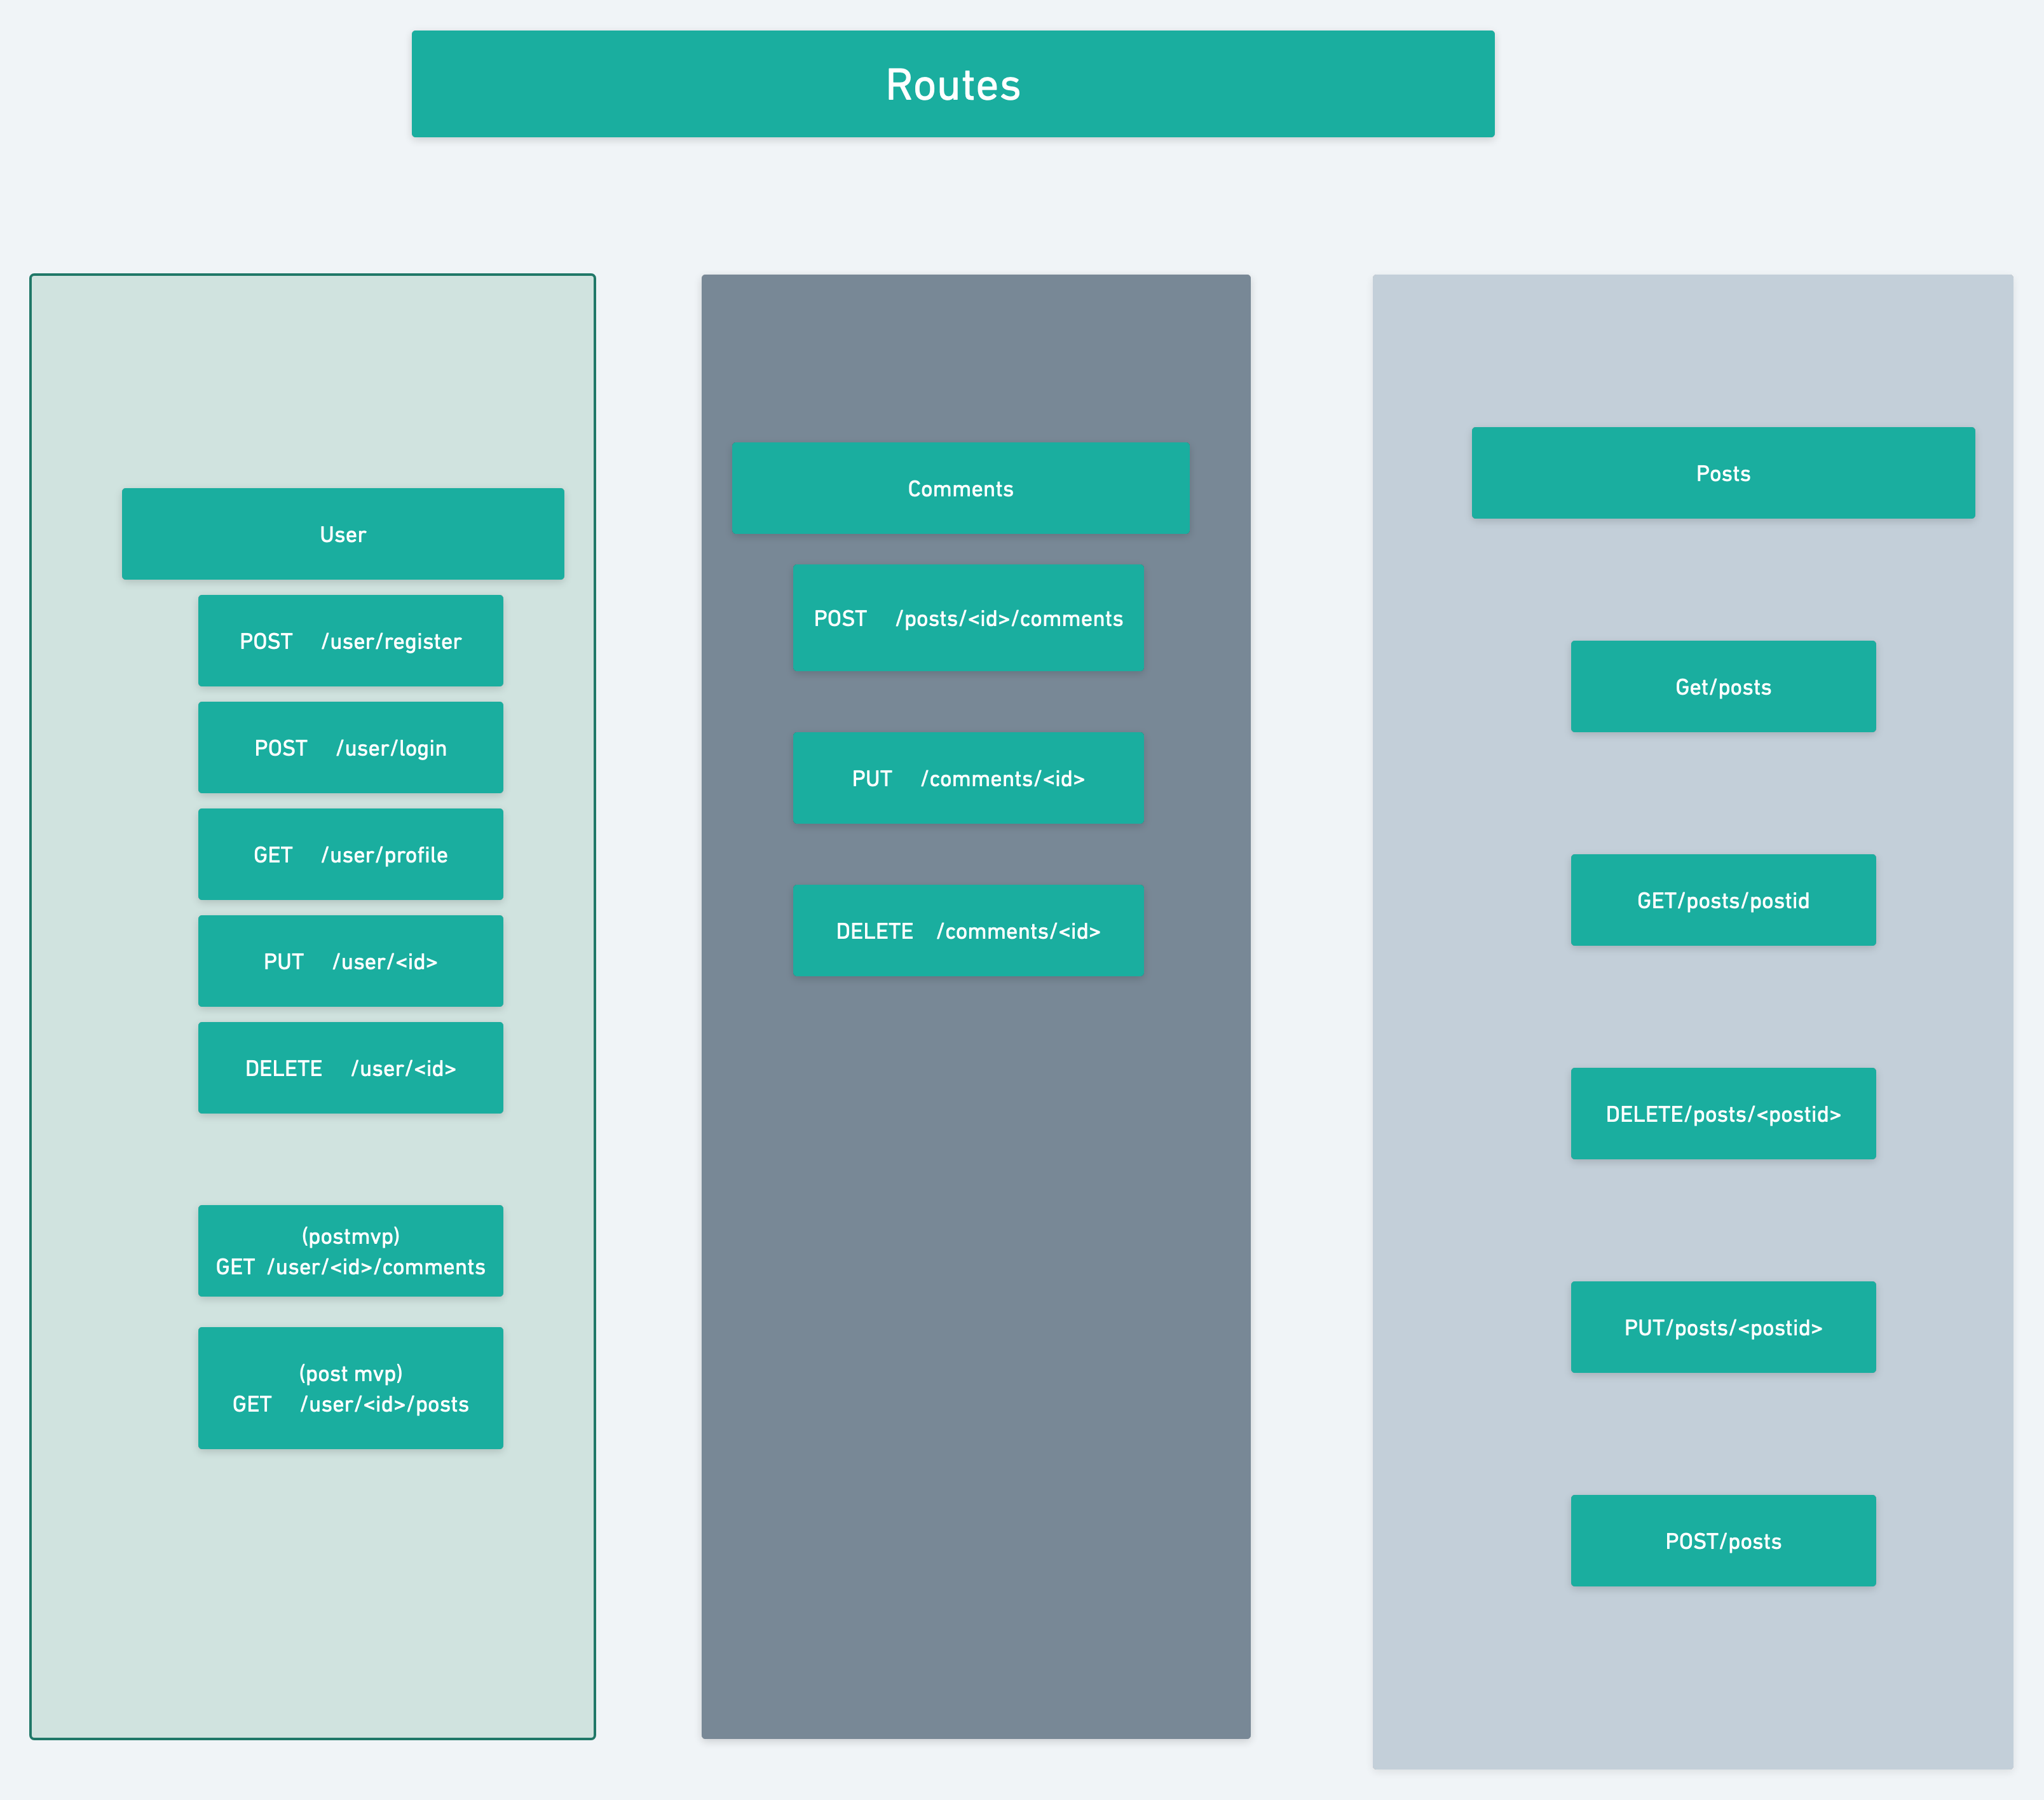 Routes
User
POST /user/register
POST /user/login
GET /user/profile
PUT /user/<id>
DELETE /user/<id>
(postmvp)
GET /user/<id>/comments
(post mvp)
GET /user/<id>/posts
Comments
POST /posts/<id>/comments
PUT /comments/<id>
DELETE /comments/<id>
Posts
Get/posts
GET/posts/postid
DELETE/posts/<postid>
PUT/posts/<postid>
POST/posts